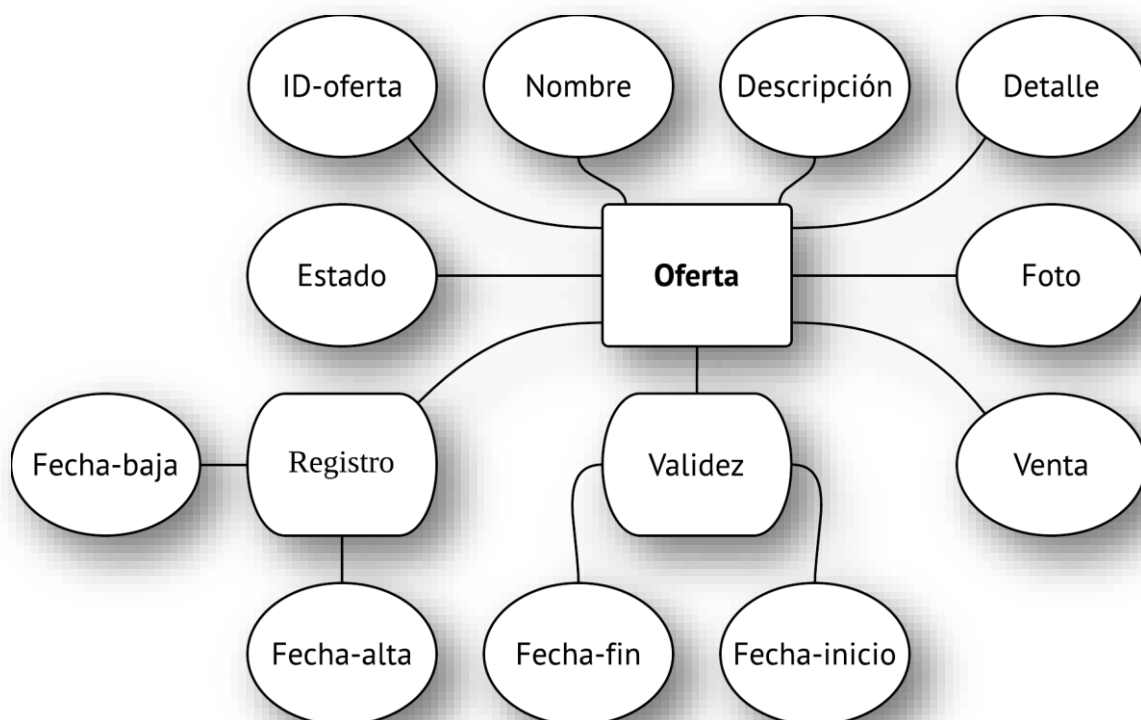 ID-oferta
Nombre
Descripción
Detalle
Estado
Oferta
Foto
Fecha-baja
Registro
Validez
Venta
Fecha-alta
Fecha-fin
Fecha-inicio